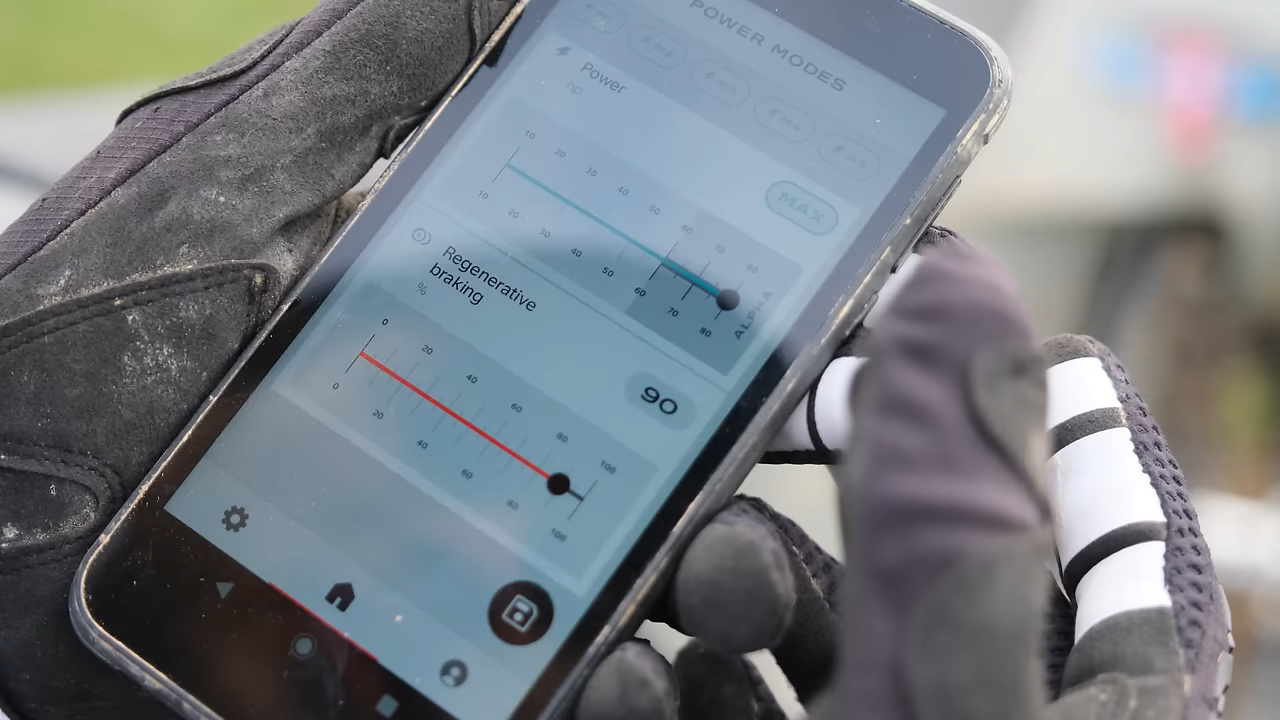 POWER MODES
Power
hp
MAX
10 20 30 40 50 60 70 80
10 20 30 40 50 60 70 80
ALPHA
Regenerative
braking
%
90
0 20 40 60 80 100
0 20 40 60 80 100